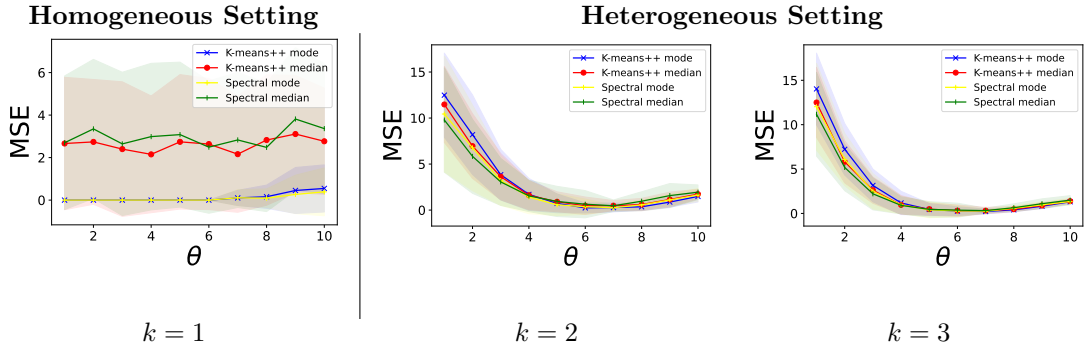 Homogeneous Setting
Heterogeneous Setting
K-means++ mode
K-means++ median
Spectral mode
Spectral median
MSE
6
4
2
0
2 4 6 8 10
θ
k = 1
K-means++ mode
K-means++ median
Spectral mode
Spectral median
MSE
15
10
5
0
2 4 6 8 10
θ
k = 2
K-means++ mode
K-means++ median
Spectral mode
Spectral median
MSE
15
10
5
0
2 4 6 8 10
θ
k = 3